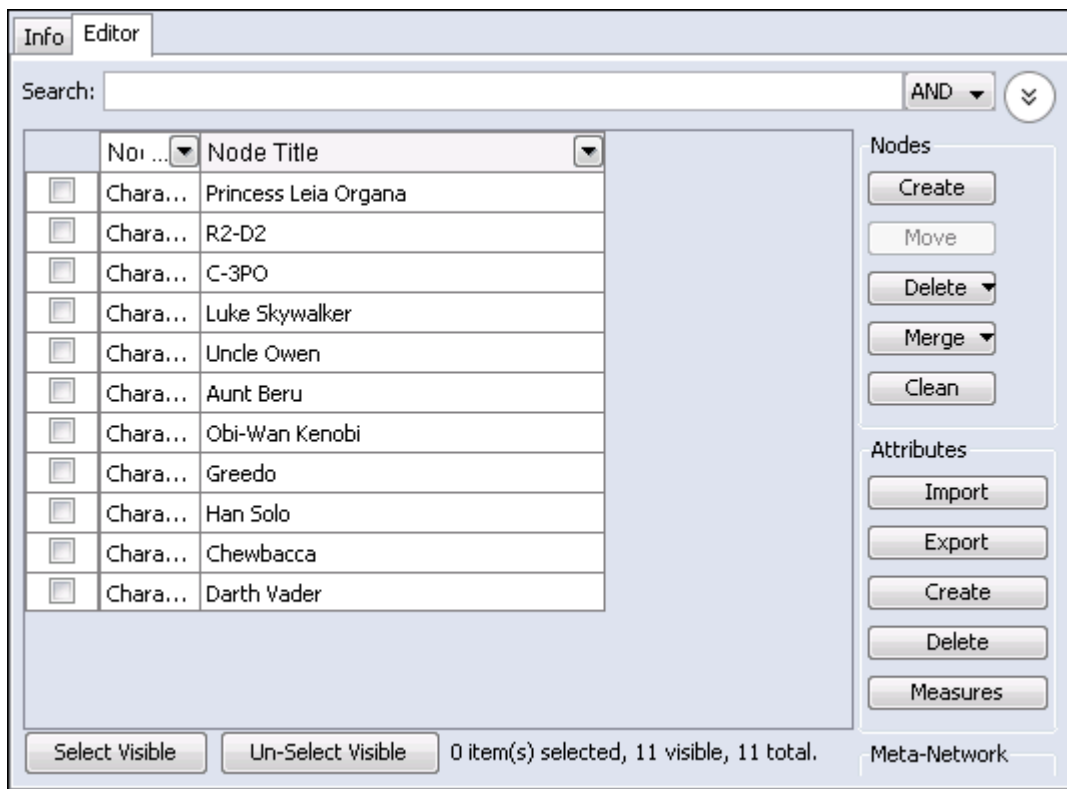 Info Editor
Search: AND
Node Title
Chara... Princess Leia Organa
Chara... R2-D2
Chara... C-3PO
Chara... Luke Skywalker
Chara... Uncle Owen
Chara... Aunt Beru
Chara... Obi-Wan Kenobi
Chara... Greedo
Chara... Han Solo
Chara... Chewbacca
Chara... Darth Vader
Select Visible Un-Select Visible 0 item(s) selected, 11 visible, 11 total.
Nodes
Create
Move
Delete
Merge
Clean
Attributes
Import
Export
Create
Delete
Measures
Meta-Network